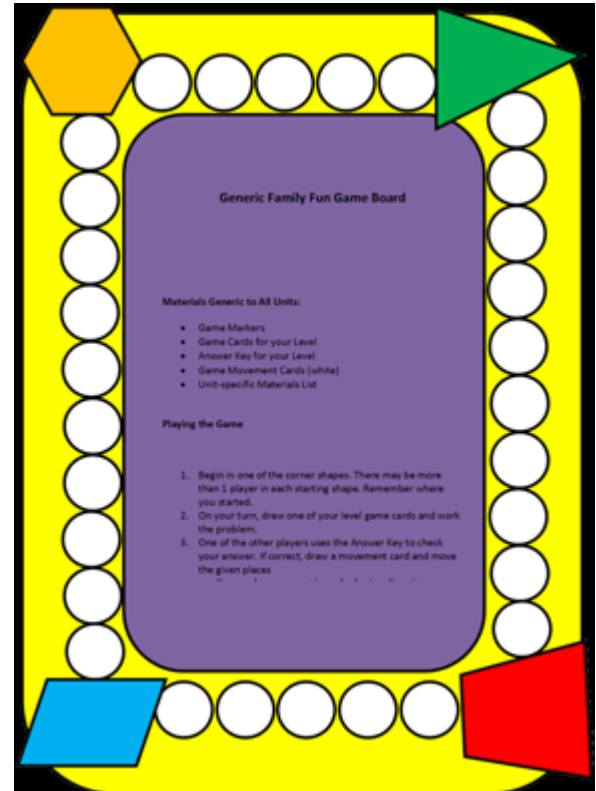 Generic Family Fun Game Board
Materials Generic to All Units:
• Game Markers
• Game Cards for your Level
• Answer Key for your Level
• Game Movement Cards (white)
• Unit-specific Materials List
Playing the Game
1. Begin in one of the corner shapes. There may be more
than 1 player in each starting shape. Remember where
you started.
2. On your turn, draw one of your level game cards and work
the problem.
3. One of the other players uses the Answer Key to check
your answer. If correct, draw a movement card and move
the given places